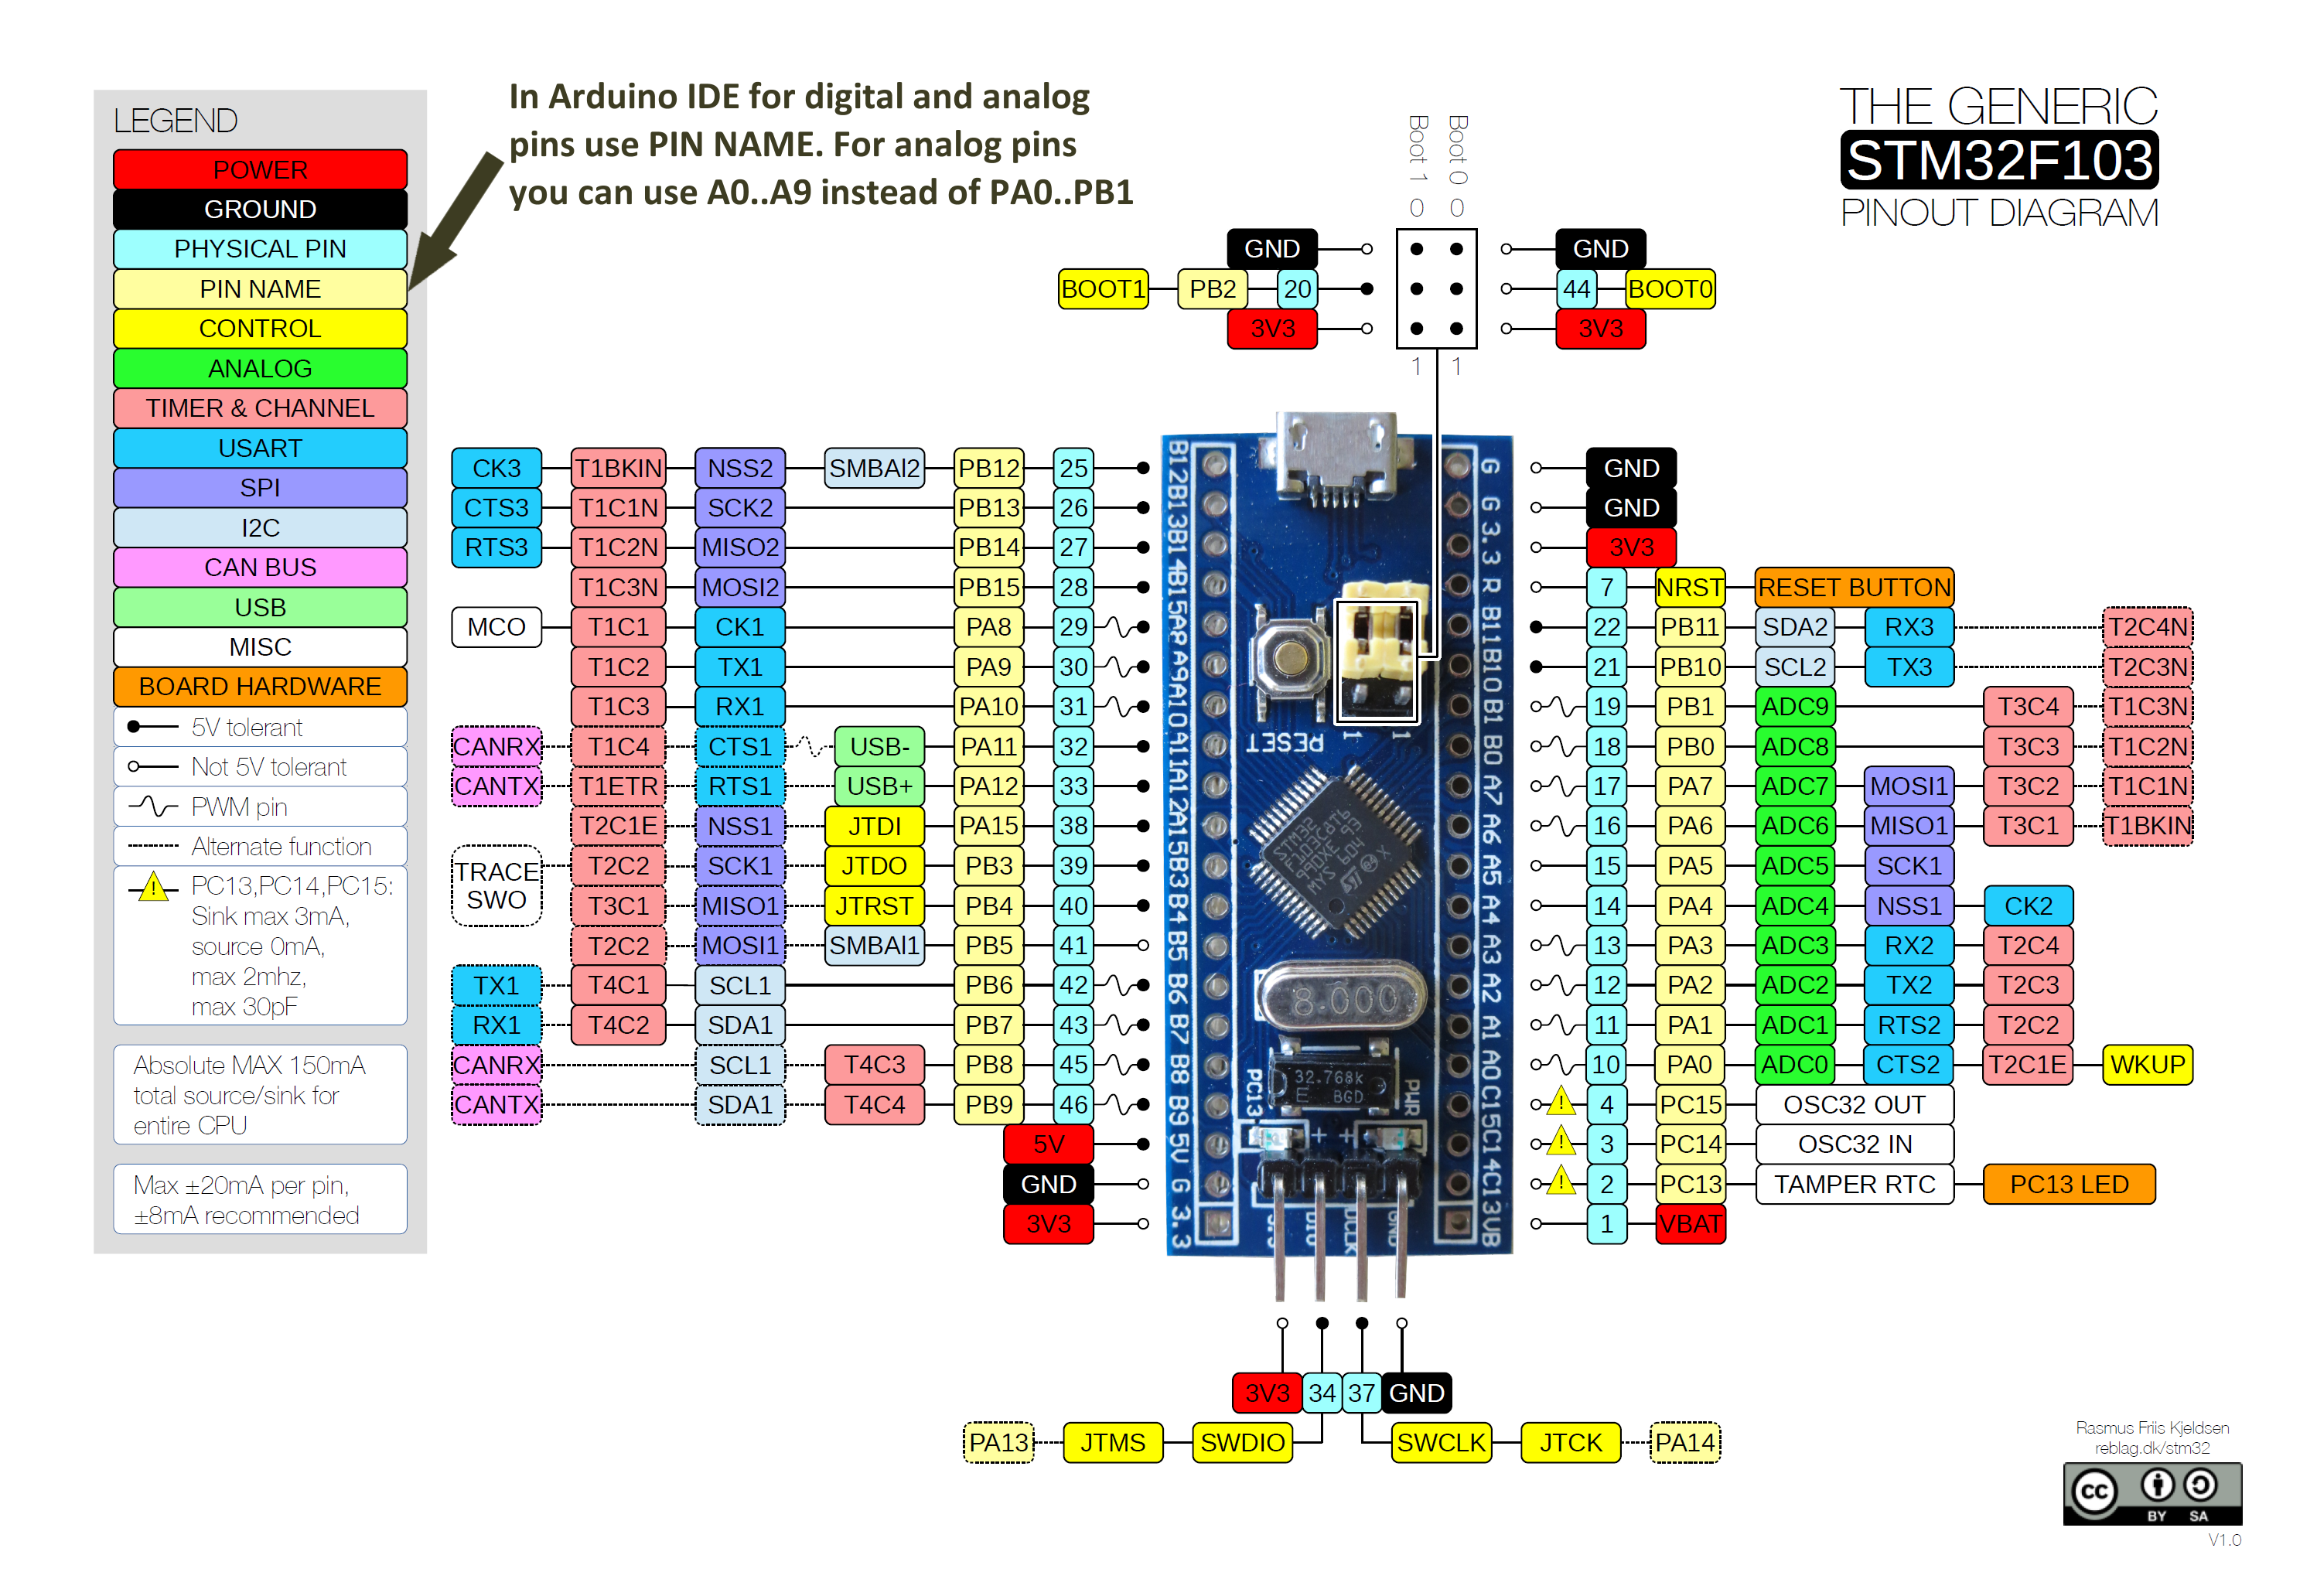 In Arduino IDE for digital and analog
pins use PIN NAME. For analog pins
you can use A0..A9 instead of PA0..PB1
THE GENERIC
STM32F103
PINOUT DIAGRAM
LEGEND
POWER
GROUND
PHYSICAL PIN
PIN NAME
CONTROL
ANALOG
TIMER & CHANNEL
USART
SPI
I2C
CAN BUS
USB
MISC
BOARD HARDWARE
5V tolerant
Not 5V tolerant
PWM pin
Alternate function
PC13,PC14,PC15:
Sink max 3mA,
source 0mA,
max 2mhz,
max 30pF
Absolute MAX 150mA
total source/sink for
entire CPU
Max ±20mA per pin,
±8mA recommended
Boot 1 0
Boot 0 0
GND GND
BOOT1 PB2 20 44 BOOT0
3V3 3V3
1 1
CK3 T1BKIN NSS2 SMBAI2 PB12 25
CTS3 T1C1N SCK2 PB13 26
RTS3 T1C2N MISO2 PB14 27
T1C3N MOSI2 PB15 28
MCO T1C1 CK1 PA8 29
T1C2 TX1 PA9 30
T1C3 RX1 PA10 31
CANRX T1C4 CTS1 USB- PA11 32
CANTX T1ETR RTS1 USB+ PA12 33
T2C1E NSS1 JTDI PA15 38
TRACE
SWO
T2C2 SCK1 JTDO PB3 39
T3C1 MISO1 JTRST PB4 40
T2C2 MOSI1 SMBAI1 PB5 41
TX1 T4C1 SCL1 PB6 42
RX1 T4C2 SDA1 PB7 43
CANRX SCL1 T4C3 PB8 45
CANTX SDA1 T4C4 PB9 46
5V
GND
3V3
B12 B13 B14 B15 A8 A9 A10 A11 A12 A15 B3 B4 B5 B6 B7 B8 B9 5V G 3.3
RESET
1 1
STM32
F103C8T6
8.000
32.768k
E BGD
PC13
PWR
DIO
GND
G G 3.3 R B11 B10 B1 B0 A7 A6 A5 A4 A3 A2 A1 A0 C15 C14 C13 VB
GND
GND
3V3
7 NRST RESET BUTTON
22 PB11 SDA2 RX3 T2C4N
21 PB10 SCL2 TX3 T2C3N
19 PB1 ADC9 T3C4 T1C3N
18 PB0 ADC8 T3C3 T1C2N
17 PA7 ADC7 MOSI1 T3C2 T1C1N
16 PA6 ADC6 MISO1 T3C1 T1BKIN
15 PA5 ADC5 SCK1
14 PA4 ADC4 NSS1 CK2
13 PA3 ADC3 RX2 T2C4
12 PA2 ADC2 TX2 T2C3
11 PA1 ADC1 RTS2 T2C2
10 PA0 ADC0 CTS2 T2C1E WKUP
4 PC15 OSC32 OUT
3 PC14 OSC32 IN
2 PC13 TAMPER RTC PC13 LED
1 VBAT
3V3 34 37 GND
PA13 JTMS SWDIO SWCLK JTCK PA14
Rasmus Friis Kjeldsen
reblag.dk/stm32
cc
BY SA
V1.0